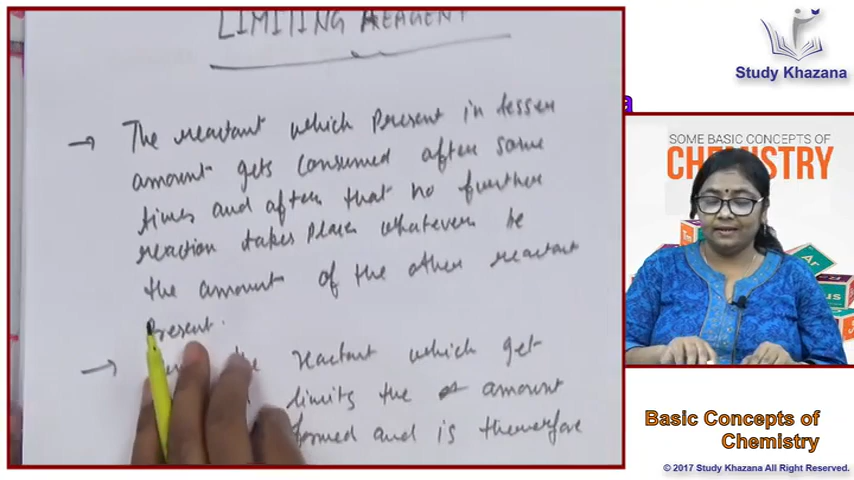 LIMITING REAGENT
→ The reactant which present in lesser
amount gets consumed after some
times and after that no further
reaction takes place whatever be
the amount of the other reactant
present.
→ the reactant which get
limits the amount
formed and is therefore
Study Khazana
a
SOME BASIC CONCEPTS OF
CHEMISTRY
Ar
Basic Concepts of
Chemistry
© 2017 Study Khazana All Right Reserved.